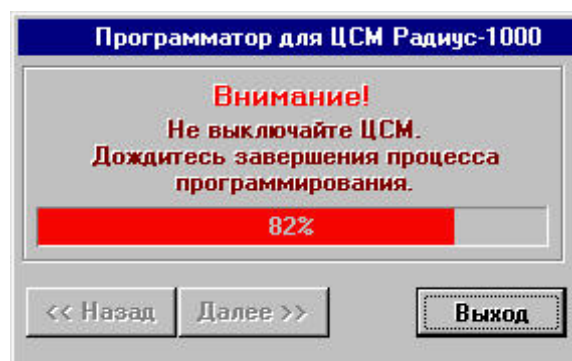 Программатор для ЦСМ Радиус-1000
Внимание!
Не выключайте ЦСМ.
Дождитесь завершения процесса
программирования.
82%
<< Назад Далее >> Выход